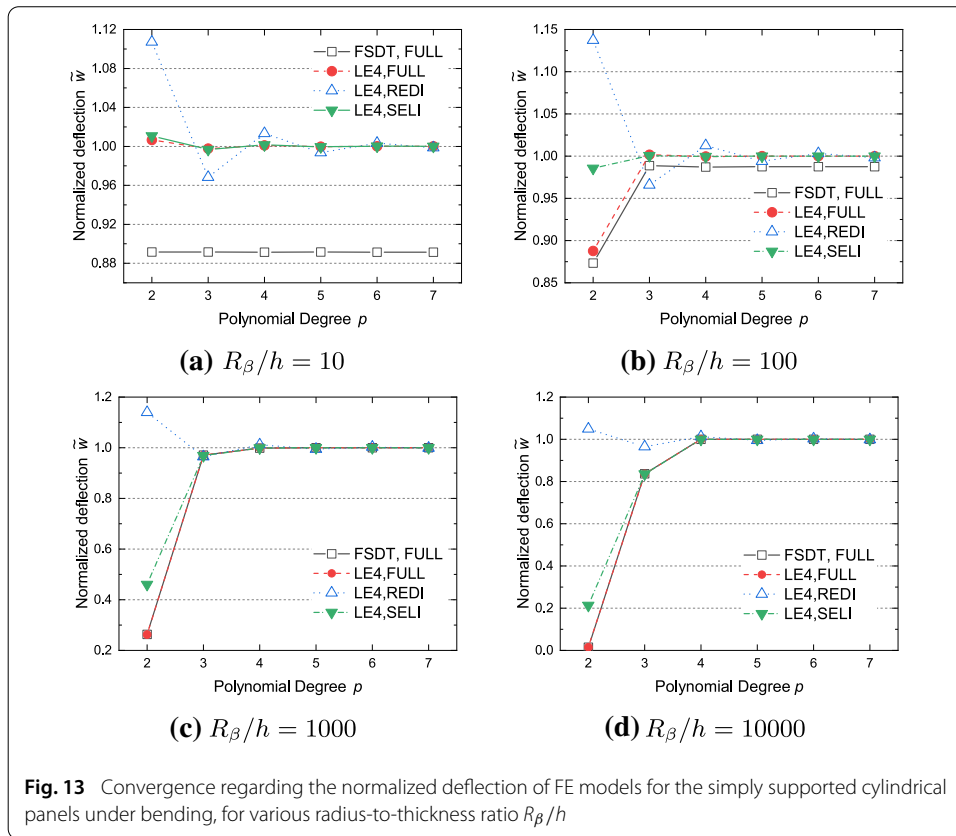 1.12
1.08
1.04
1.00
0.96
0.92
0.88
Normalized deflection w̃
FSDT, FULL
LE4,FULL
LE4,REDI
LE4,SELI
2 3 4 5 6 7
Polynomial Degree p
(a) Rβ/h = 10
1.15
1.10
1.05
1.00
0.95
0.90
0.85
Normalized deflection w̃
FSDT, FULL
LE4,FULL
LE4,REDI
LE4,SELI
2 3 4 5 6 7
Polynomial Degree p
(b) Rβ/h = 100
1.2
1.0
0.8
0.6
0.4
0.2
Normalized deflection w̃
FSDT, FULL
LE4,FULL
LE4,REDI
LE4,SELI
2 3 4 5 6 7
Polynomial Degree p
(c) Rβ/h = 1000
1.2
1.0
0.8
0.6
0.4
0.2
0.0
Normalized deflection w̃
FSDT, FULL
LE4,FULL
LE4,REDI
LE4,SELI
2 3 4 5 6 7
Polynomial Degree p
(d) Rβ/h = 10000
Fig. 13 Convergence regarding the normalized deflection of FE models for the simply supported cylindrical
panels under bending, for various radius-to-thickness ratio Rβ/h